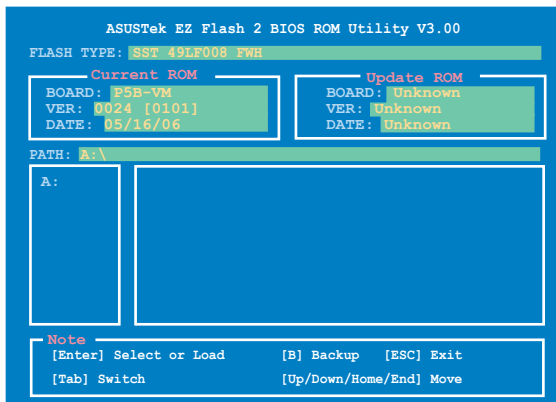 ASUSTek EZ Flash 2 BIOS ROM Utility V3.00
FLASH TYPE: SST 49LF008 FWH
Current ROM
BOARD: P5B-VM
VER: 0024 [0101]
DATE: 05/16/06
Update ROM
BOARD: Unknown
VER: Unknown
DATE: Unknown
PATH: A:\
A:
Note
[Enter] Select or Load [B] Backup [ESC] Exit
[Tab] Switch [Up/Down/Home/End] Move